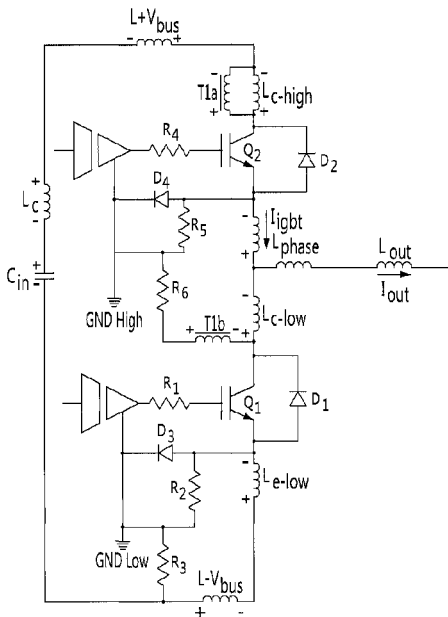 L+Vbus
- +
- -
T1a Lc-high
+ +
R4
Q2
D2
D4
+
Lc
-
R5
-
Iigbt
Lphase
+
Lout
Iout
+
Cin
-
R6
GND High
-
Lc-low
+ T1b -
+
R1
Q1
D1
D3
-
Le-low
+
R2
GND Low
R3
L-Vbus
+ -